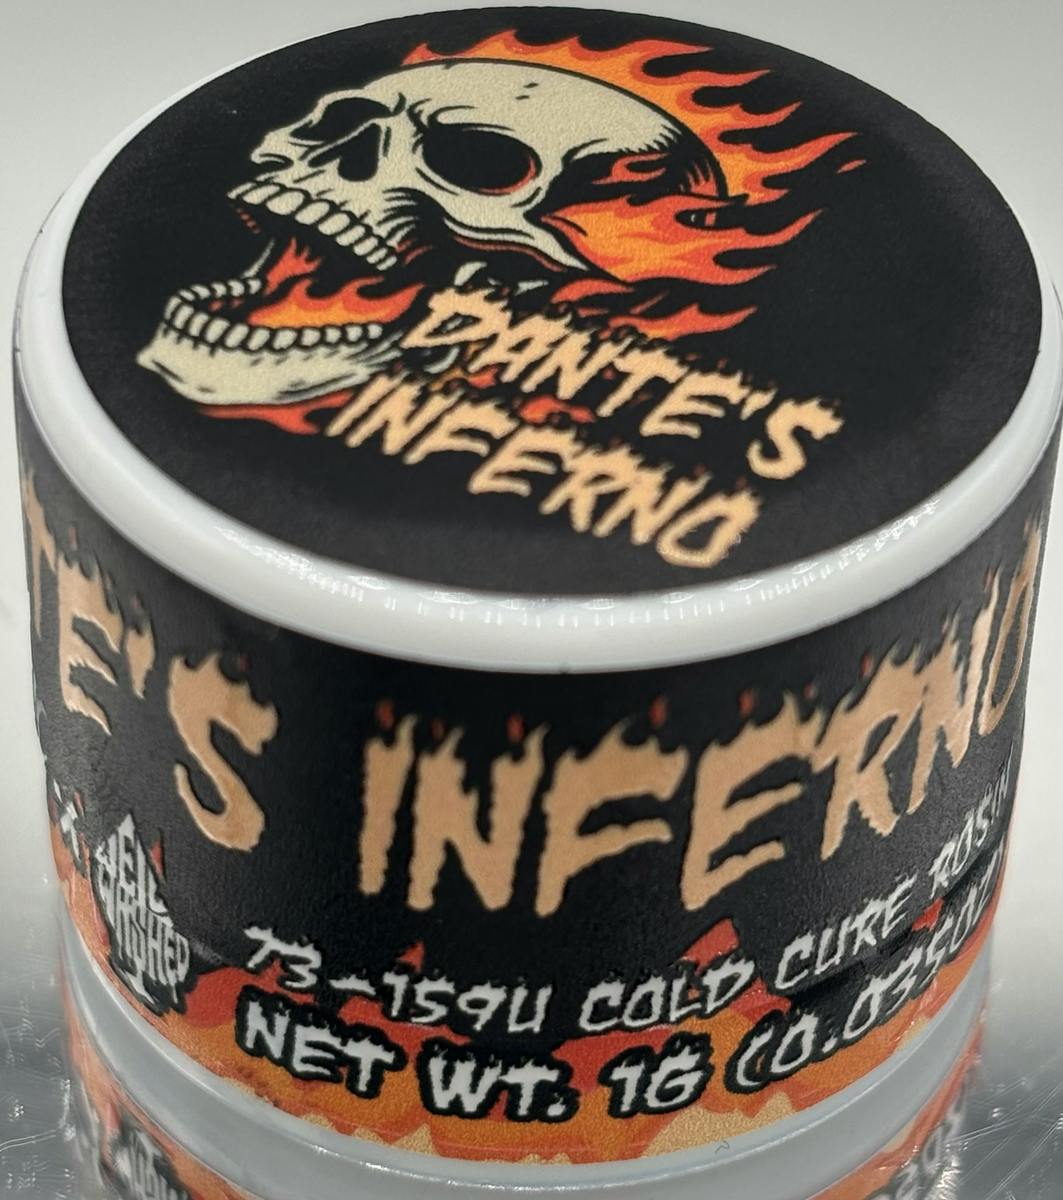 DANTE'S
INFERNO
TE'S INFERNO
X
73-159U COLD CURE ROSIN
NET WT. 1G (0.035OZ)